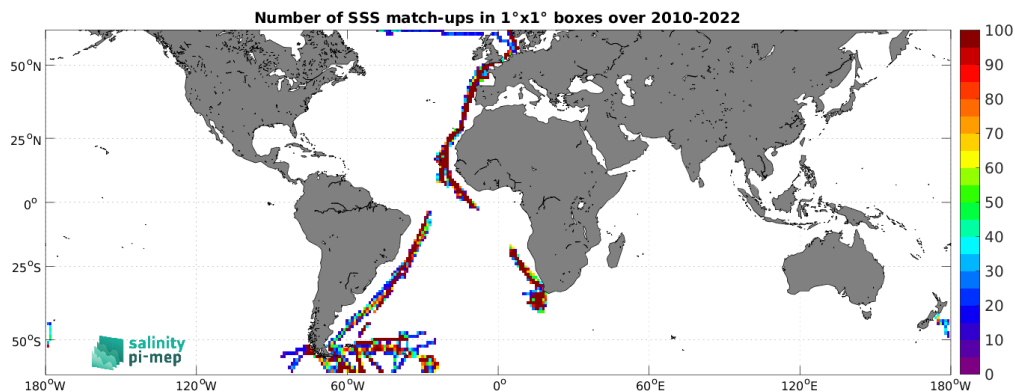 Number of SSS match-ups in 1°x1° boxes over 2010-2022
50°N
25°N
0°
25°S
50°S
180°W
120°W
60°W
0°
60°E
120°E
180°E
100
90
80
70
60
50
40
30
20
10
0
salinity
pi-mep